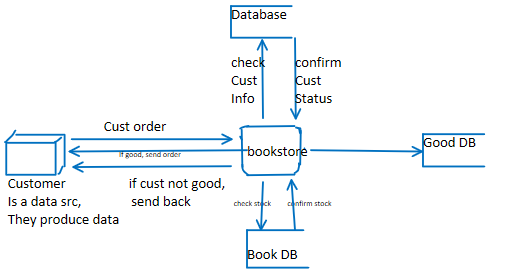 Database
check
Cust
Info
confirm
Cust
Status
Cust order
If good, send order
bookstore
Good DB
Customer
Is a data src,
They produce data
if cust not good,
send back
check stock
confirm stock
Book DB